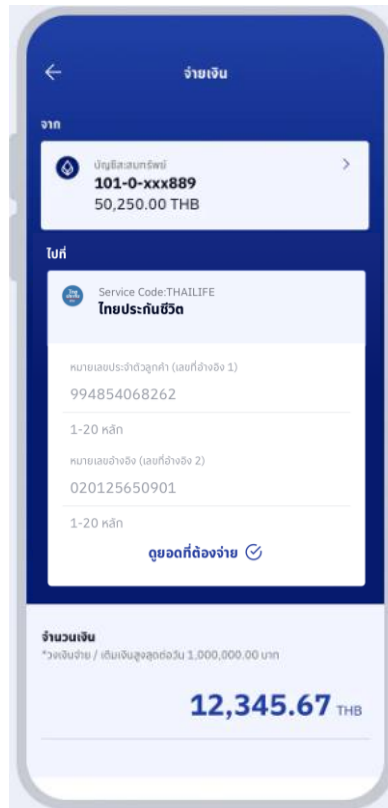 จ่ายเงิน
จาก
บัญชีสะสมทรัพย์
101-0-xxx889
50,250.00 THB
ไปที่
Service Code:THAILIFE
ไทยประกันชีวิต
หมายเลขประจำตัวลูกค้า (เลขที่อ้างอิง 1)
994854068262
1-20 หลัก
หมายเลขอ้างอิง (เลขที่อ้างอิง 2)
020125650901
1-20 หลัก
ดูยอดที่ต้องจ่าย
จำนวนเงิน
*วงเงินจ่าย / เติมเงินสูงสุดต่อวัน 1,000,000.00 บาท
12,345.67 THB